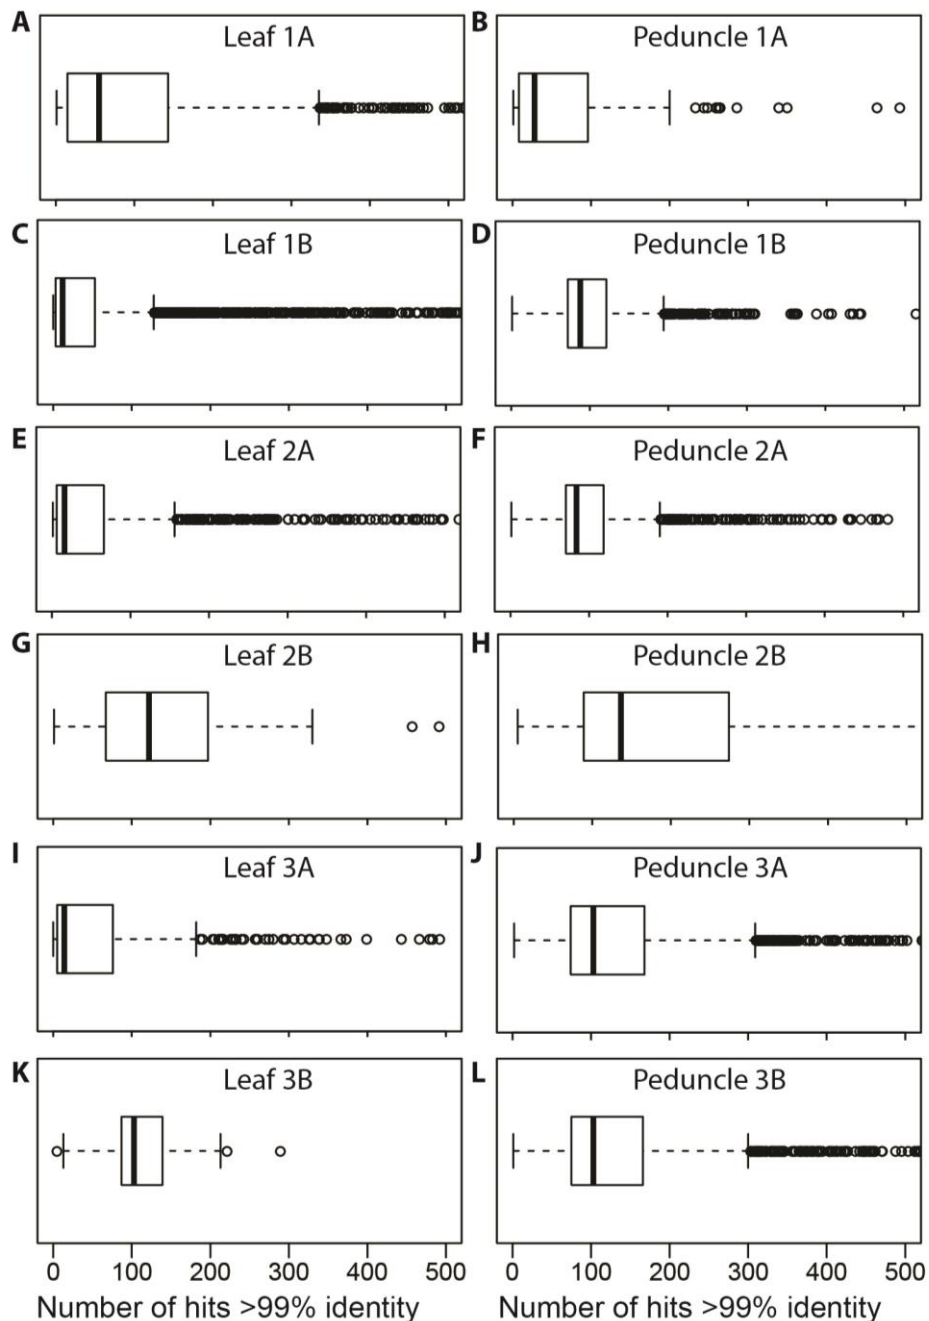 A Leaf 1A
B Peduncle 1A
C Leaf 1B
D Peduncle 1B
E Leaf 2A
F Peduncle 2A
G Leaf 2B
H Peduncle 2B
I Leaf 3A
J Peduncle 3A
K Leaf 3B
L Peduncle 3B
0 100 200 300 400 500
0 100 200 300 400 500
Number of hits >99% identity
Number of hits >99% identity